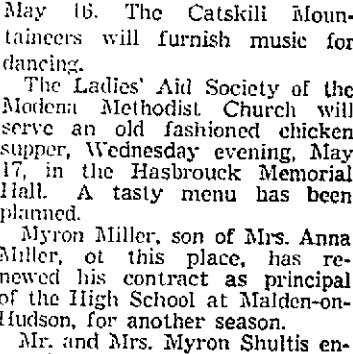 May 16. The Catskill Moun-
taineers will furnish music for
dancing.
The Ladies' Aid Society of the
Modena Methodist Church will
serve an old fashioned chicken
supper, Wednesday evening, May
17, in the Hasbrouck Memorial
Hall. A tasty menu has been
planned.
Myron Miller, son of Mrs. Anna
Miller, ot this place, has re-
newed his contract as principal
of the High School at Malden-on-
Hudson, for another season.
Mr. and Mrs. Myron Shultis en-